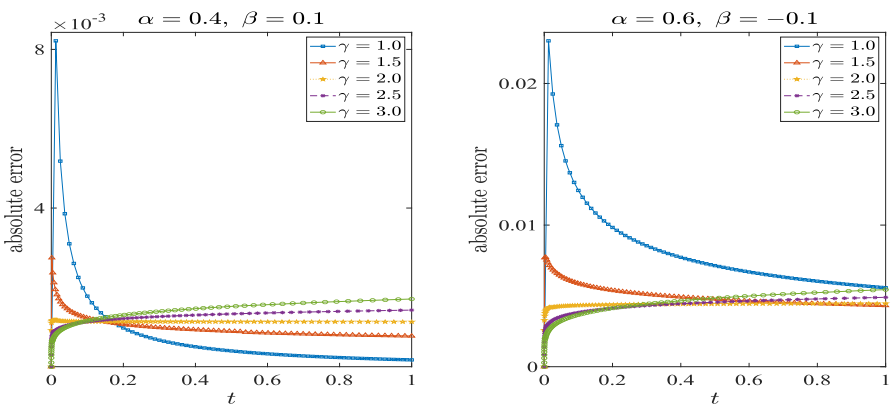 α = 0.4, β = 0.1
×10⁻³
8
4
absolute error
γ = 1.0
γ = 1.5
γ = 2.0
γ = 2.5
γ = 3.0
0 0.2 0.4 0.6 0.8 1
t
α = 0.6, β = −0.1
0.02
0.01
0
absolute error
γ = 1.0
γ = 1.5
γ = 2.0
γ = 2.5
γ = 3.0
0 0.2 0.4 0.6 0.8 1
t